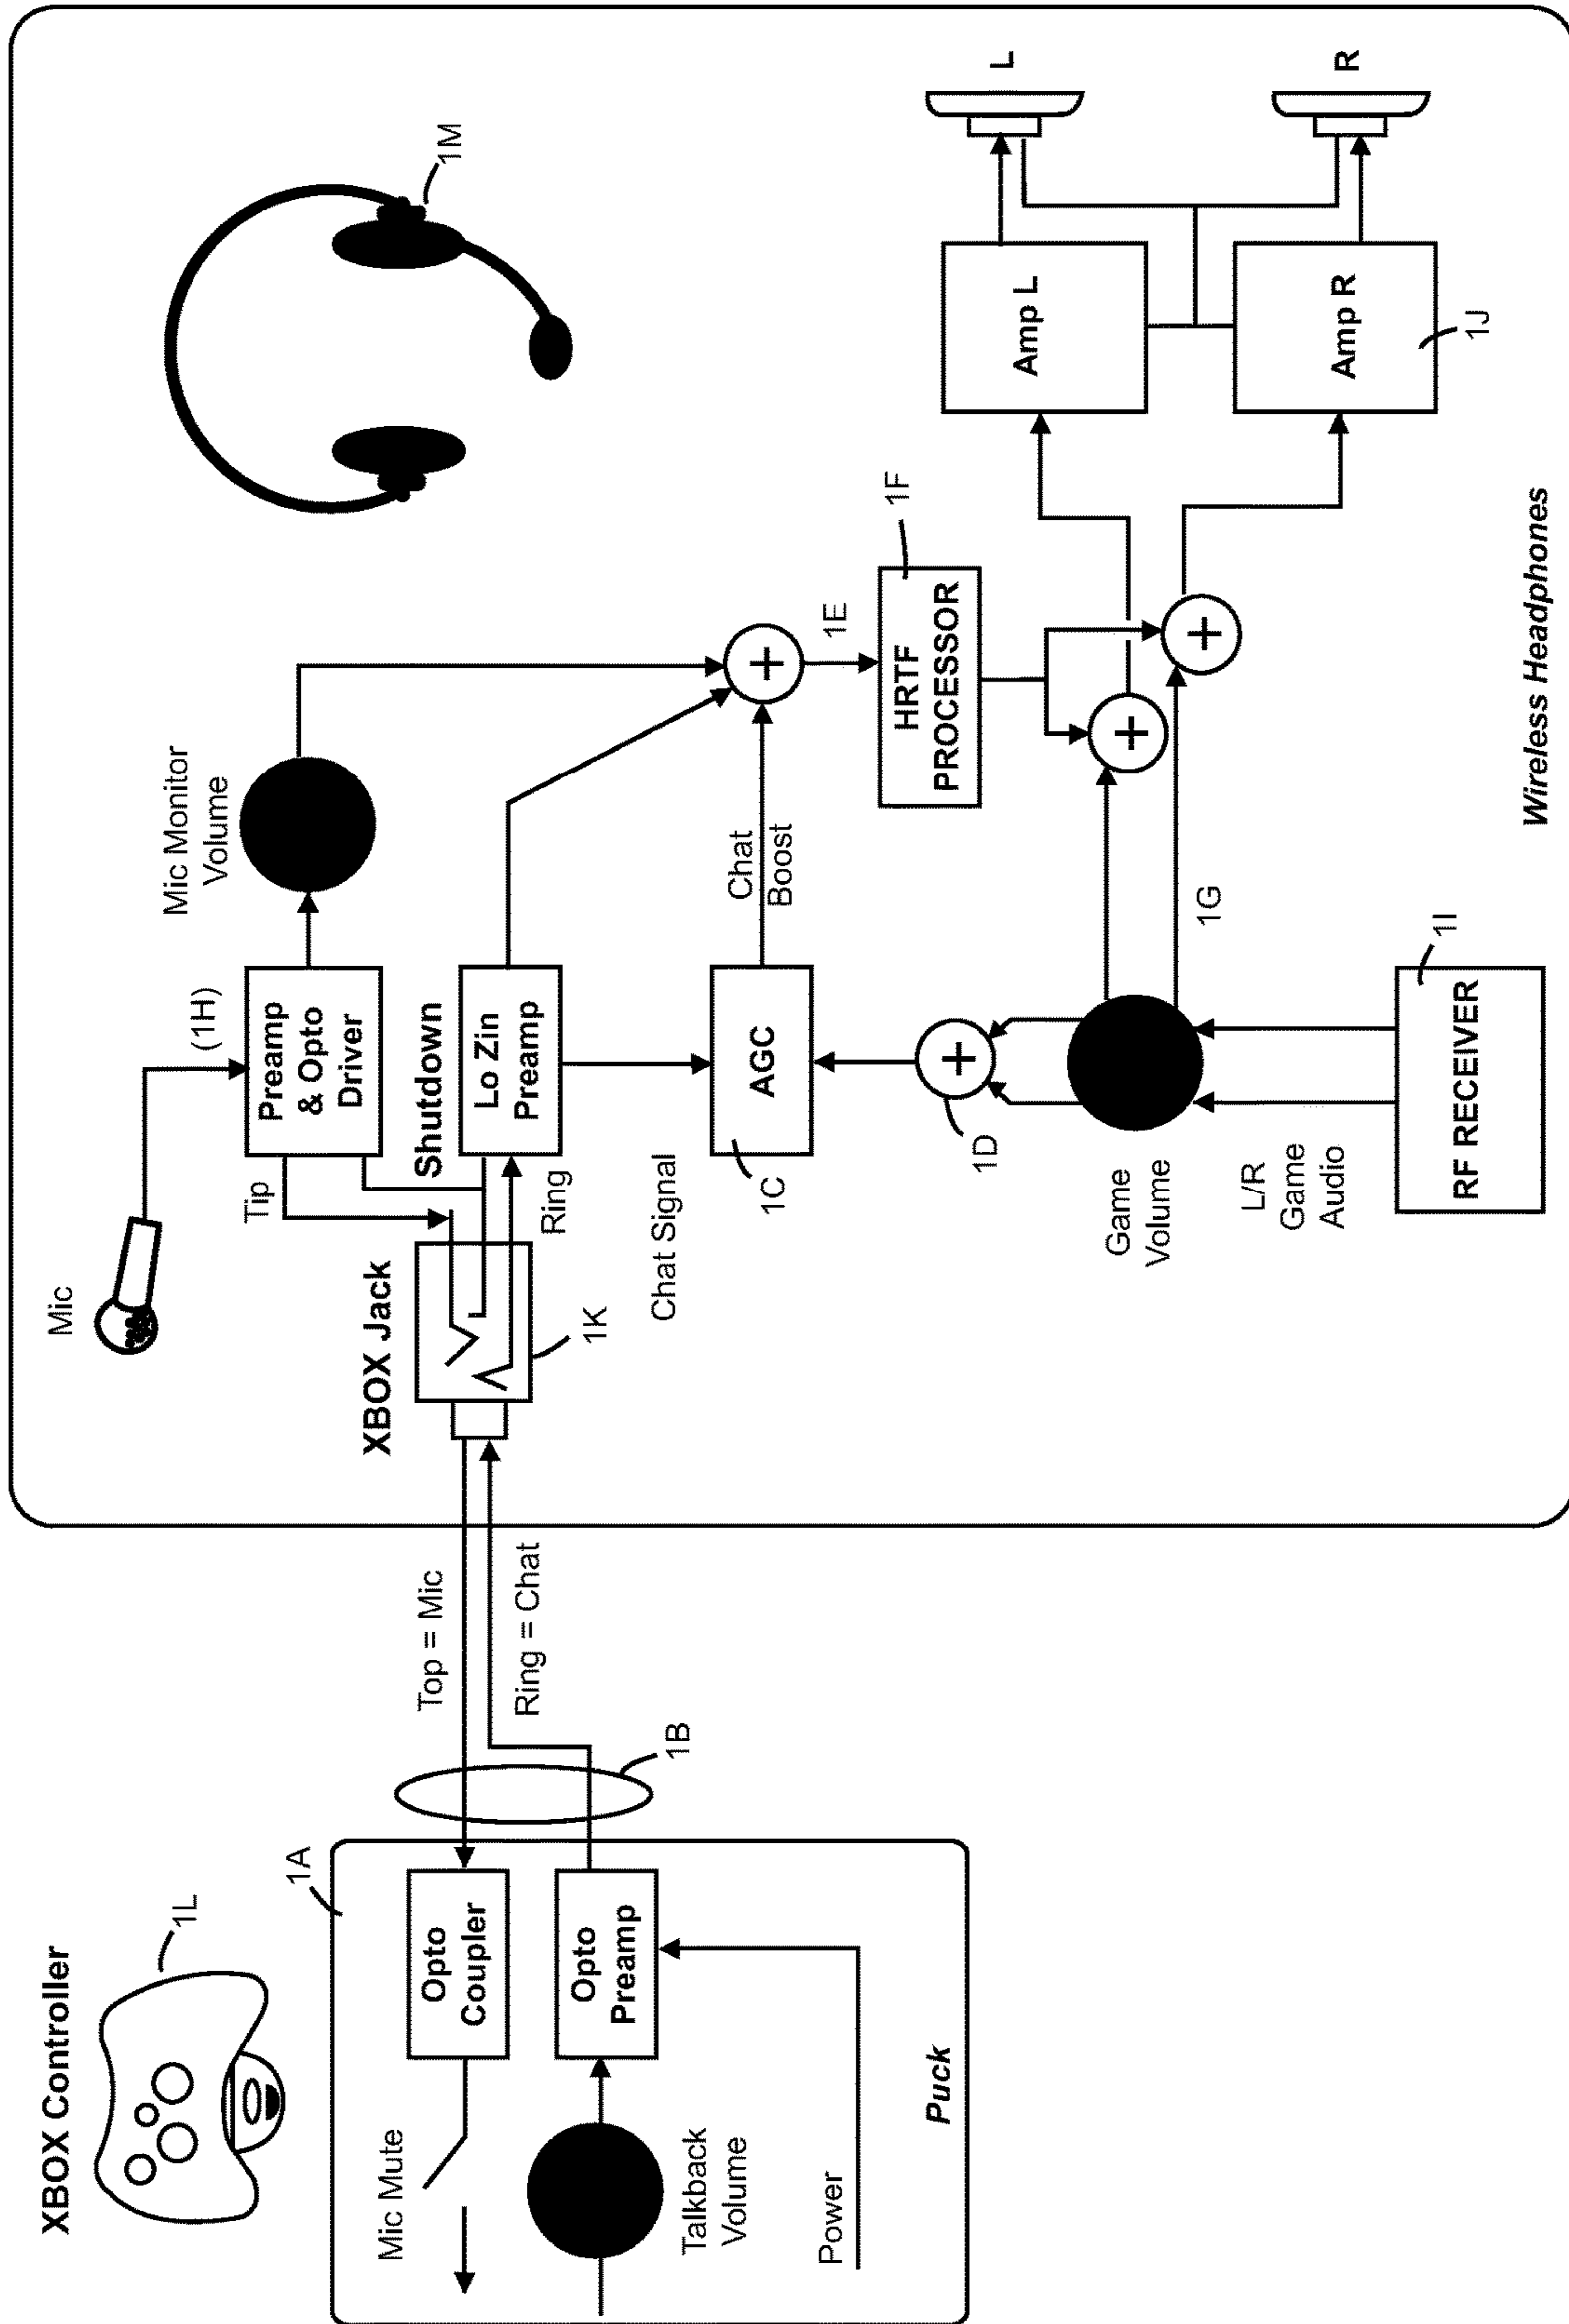 XBOX Controller
1L
1A
Mic Mute
Opto
Coupler
Talkback
Volume
Opto
Preamp
Power
Puck
1B
Top = Mic
Ring = Chat
Mic
(1H)
Tip
Preamp
& Opto
Driver
Mic Monitor
Volume
1M
XBOX Jack
1K
Shutdown
Ring
Lo Zin
Preamp
Chat Signal
1C
AGC
Chat
Boost
+
1E
1F
HRTF
PROCESSOR
1D
+
Game
Volume
L/R
Game
Audio
1G
+
+
1I
RF RECEIVER
Amp L
Amp R
1J
L
R
Wireless Headphones